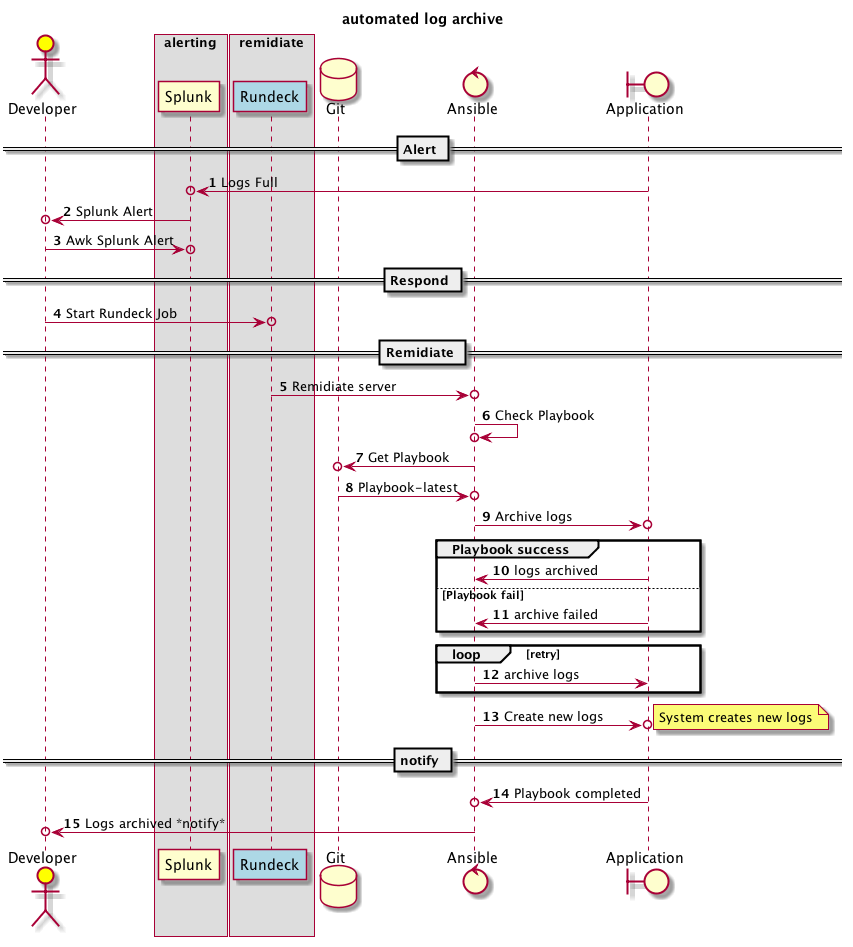 automated log archive
alerting
remidiate
Developer
Splunk
Rundeck
Git
Ansible
Application
Alert
1 Logs Full
2 Splunk Alert
3 Awk Splunk Alert
Respond
4 Start Rundeck Job
Remidiate
5 Remidiate server
6 Check Playbook
7 Get Playbook
8 Playbook-latest
9 Archive logs
Playbook success
10 logs archived
[Playbook fail]
11 archive failed
loop [retry]
12 archive logs
13 Create new logs
System creates new logs
notify
14 Playbook completed
15 Logs archived *notify*
Developer
Splunk
Rundeck
Git
Ansible
Application